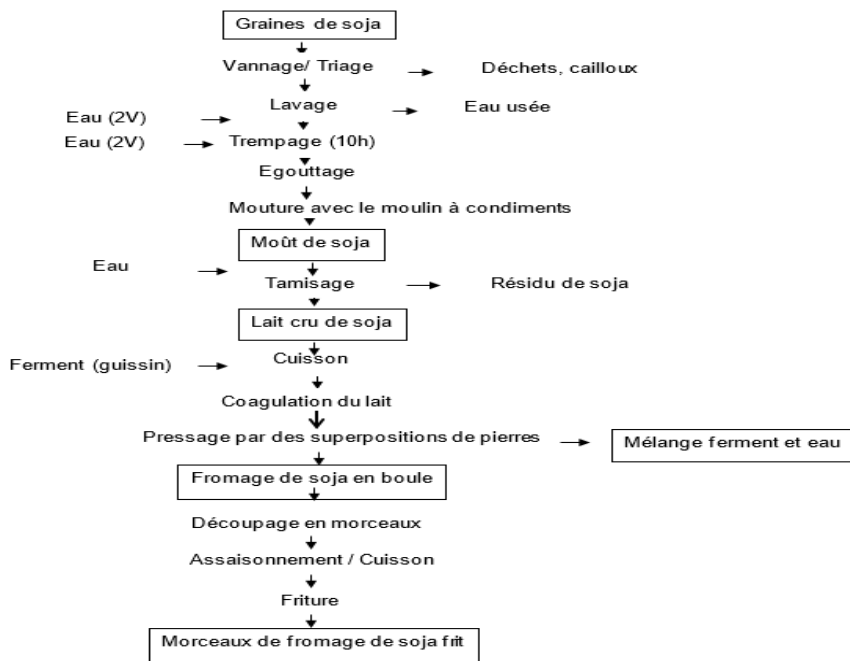 Graines de soja
Vannage/ Triage
Déchets, cailloux
Lavage
Eau usée
Eau (2V)
Eau (2V)
Trempage (10h)
Egouttage
Mouture avec le moulin à condiments
Moût de soja
Eau
Tamisage
Résidu de soja
Lait cru de soja
Ferment (guissin)
Cuisson
Coagulation du lait
Pressage par des superpositions de pierres
Mélange ferment et eau
Fromage de soja en boule
Découpage en morceaux
Assaisonnement / Cuisson
Friture
Morceaux de fromage de soja frit